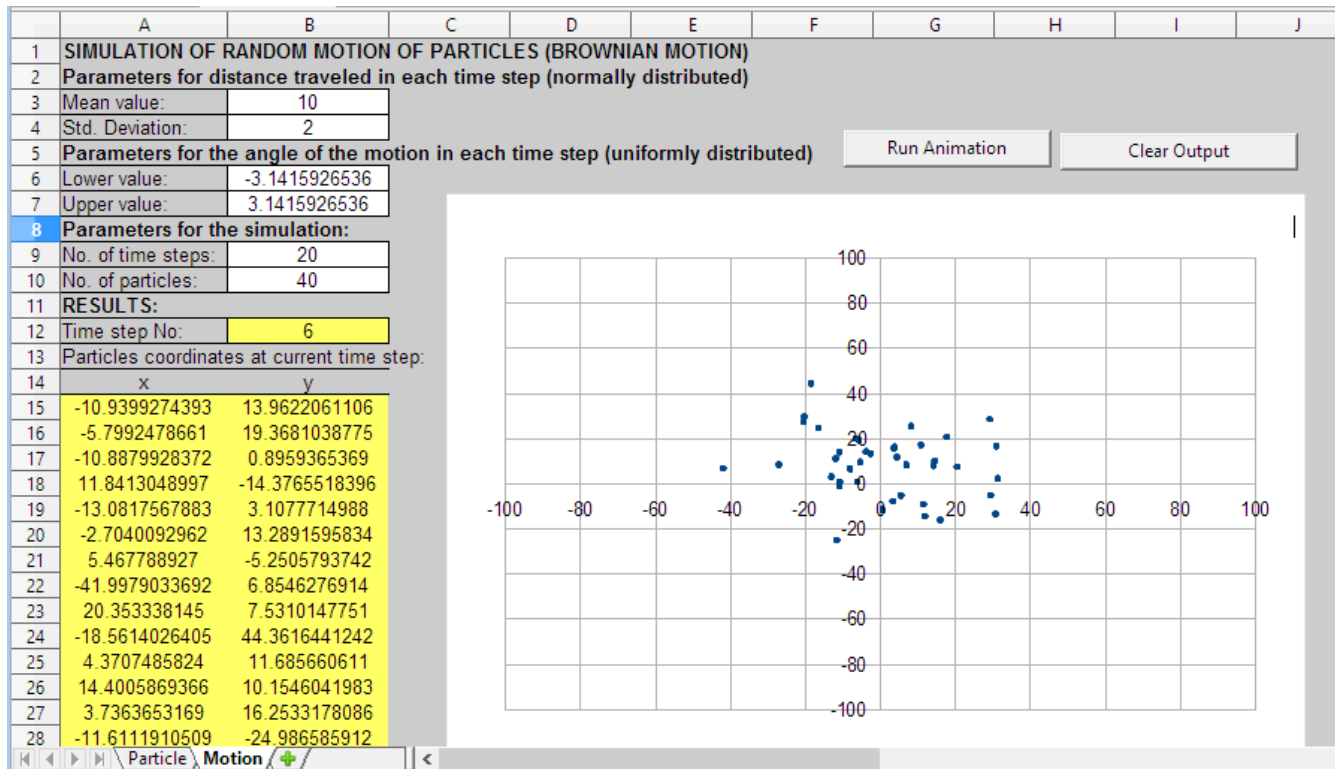 A B C D E F G H I J
1 SIMULATION OF RANDOM MOTION OF PARTICLES (BROWNIAN MOTION)
2 Parameters for distance traveled in each time step (normally distributed)
3 Mean value: 10
4 Std. Deviation: 2
5 Parameters for the angle of the motion in each time step (uniformly distributed)
Run Animation Clear Output
6 Lower value: -3.1415926536
7 Upper value: 3.1415926536
8 Parameters for the simulation:
9 No. of time steps: 20
10 No. of particles: 40
11 RESULTS:
12 Time step No: 6
13 Particles coordinates at current time step:
14 x y
15 -10.9399274393 13.9622061106
16 -5.7992478661 19.3681038775
17 -10.8879928372 0.8959365369
18 11.8413048997 -14.3765518396
19 -13.0817567883 3.1077714988
20 -2.7040092962 13.2891595834
21 5.467788927 -5.2505793742
22 -41.9979033692 6.8546276914
23 20.353338145 7.5310147751
24 -18.5614026405 44.3616441242
25 4.3707485824 11.685660611
26 14.4005869366 10.1546041983
27 3.7363653169 16.2533178086
28 -11.6111910509 -24.986585912
100
80
60
40
20
0
-100 -80 -60 -40 -20 0 20 40 60 80 100
-20
-40
-60
-80
-100
Particle Motion